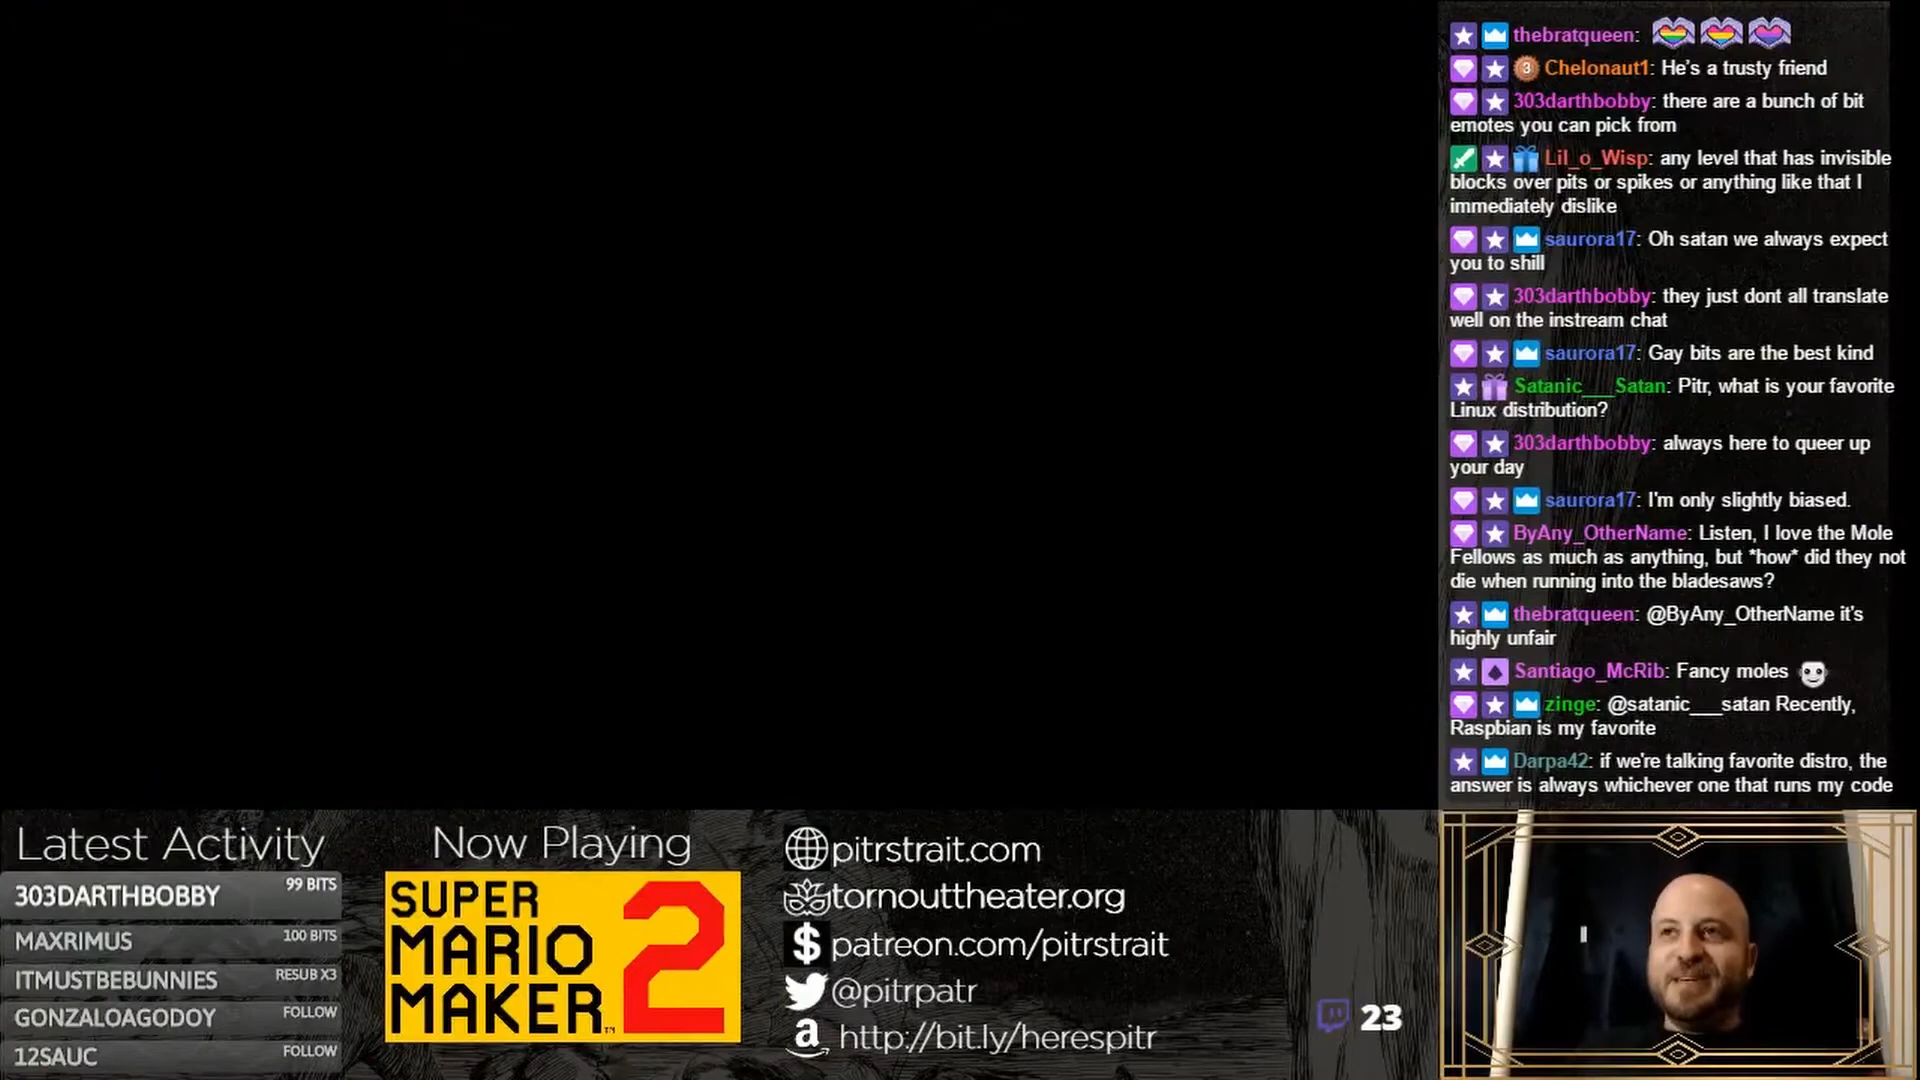 thebratqueen:
3 Chelonaut1: He's a trusty friend
303darthbobby: there are a bunch of bit
emotes you can pick from
Lil_o_Wisp: any level that has invisible
blocks over pits or spikes or anything like that I
immediately dislike
saurora17: Oh satan we always expect
you to shill
303darthbobby: they just dont all translate
well on the instream chat
saurora17: Gay bits are the best kind
Satanic___Satan: Pitr, what is your favorite
Linux distribution?
303darthbobby: always here to queer up
your day
saurora17: I'm only slightly biased.
ByAny_OtherName: Listen, I love the Mole
Fellows as much as anything, but *how* did they not
die when running into the bladesaws?
thebratqueen: @ByAny_OtherName it's
highly unfair
Santiago_McRib: Fancy moles
zinge: @satanic___satan Recently,
Raspbian is my favorite
Darpa42: if we're talking favorite distro, the
answer is always whichever one that runs my code
Latest Activity
303DARTHBOBBY 99 BITS
MAXRIMUS 100 BITS
ITMUSTBEBUNNIES RESUB X3
GONZALOAGODOY FOLLOW
12SAUC FOLLOW
Now Playing
SUPER
MARIO
MAKER 2
TM
pitrstrait.com
tornouttheater.org
$ patreon.com/pitrstrait
@pitrpatr
a http://bit.ly/herespitr
23